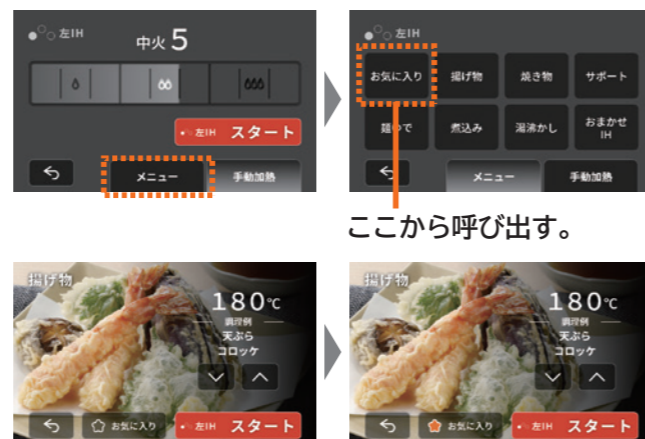 左IH
中火 5
左IH スタート
メニュー
手動加熱
左IH
お気に入り
揚げ物
焼き物
サポート
麺ゆで
煮込み
湯沸かし
おまかせ
IH
メニュー
手動加熱
ここから呼び出す。
揚げ物
180℃
調理例
天ぷら
コロッケ
お気に入り
左IH スタート
揚げ物
180℃
調理例
天ぷら
コロッケ
お気に入り
左IH スタート